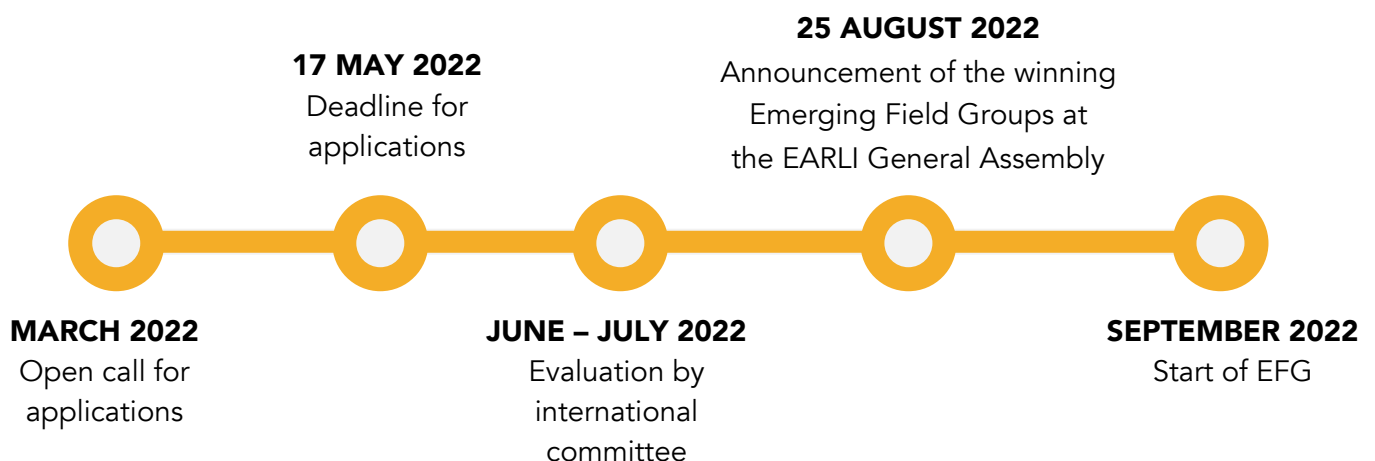 MARCH 2022
Open call for
applications
17 MAY 2022
Deadline for
applications
JUNE – JULY 2022
Evaluation by
international
committee
25 AUGUST 2022
Announcement of the winning
Emerging Field Groups at
the EARLI General Assembly
SEPTEMBER 2022
Start of EFG